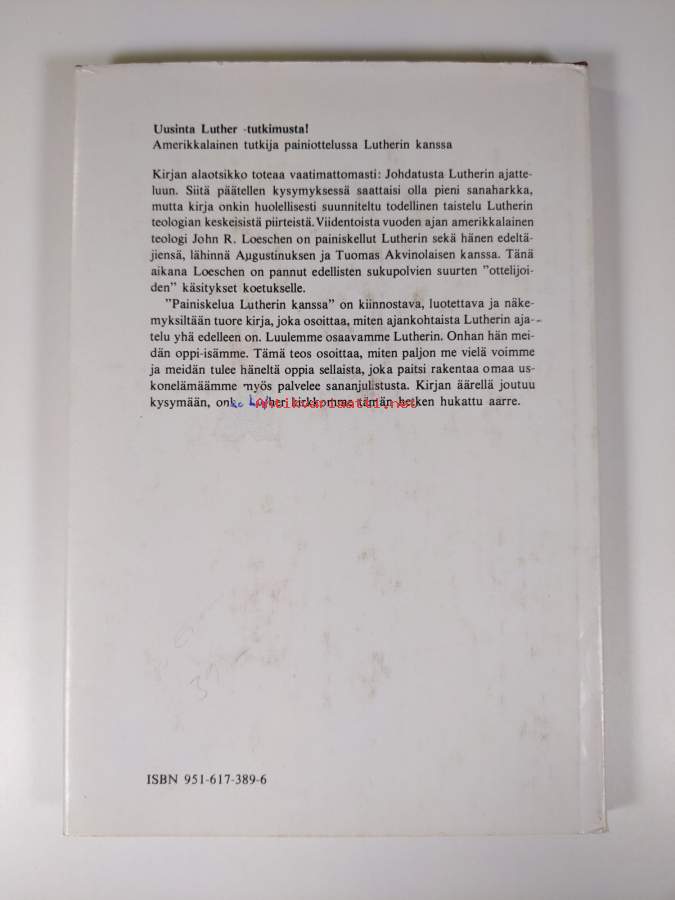 Uusinta Luther -tutkimusta!
Amerikkalainen tutkija painiottelussa Lutherin kanssa
Kirjan alaotsikko toteaa vaatimattomasti: Johdatusta Lutherin ajatte-
luun. Siitä päätellen kysymyksessä saattaisi olla pieni sanaharkka,
mutta kirja onkin huolellisesti suunniteltu todellinen taistelu Lutherin
teologian keskeisistä piirteistä. Viidentoista vuoden ajan amerikkalainen
teologi John R. Loeschen on painiskellut Lutherin sekä hänen edeltä-
jiensä, lähinnä Augustinuksen ja Tuomas Akvinolaisen kanssa. Tänä
aikana Loeschen on pannut edellisten sukupolvien suurten "ottelijoi-
den" käsitykset koetukselle.
"Painiskelua Lutherin kanssa" on kiinnostava, luotettava ja näke-
myksiltään tuore kirja, joka osoittaa, miten ajankohtaista Lutherin aja-
telu yhä edelleen on. Luulemme osaavamme Lutherin. Onhan hän mei-
dän oppi-isämme. Tämä teos osoittaa, miten paljon me vielä voimme
ja meidän tulee häneltä oppia sellaista, joka paitsi rakentaa omaa us-
konelämäämme myös palvelee sananjulistusta. Kirjan äärellä joutuu
kysymään, onko Luther kirkkomme tämän hetken hukattu aarre.
Antikvariaatti.net
ISBN 951-617-389-6